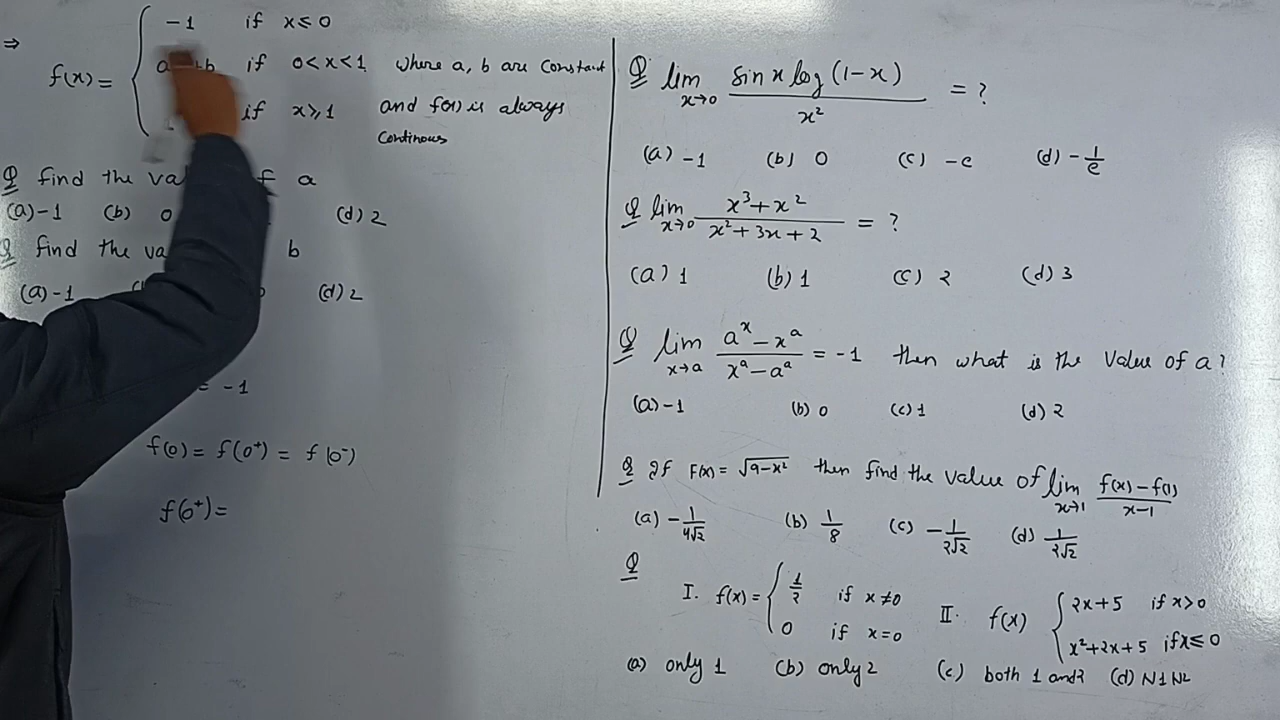 ⇒
f(x) = { -1 if x ≤ 0
a +b if 0 < x < 1 where a, b are Constant
if x ≥ 1 and f(x) is always
Continous
Q find the f a
(a) -1 (b) 0 (d) 2
Q find the b
(a) -1 (d) 2
= -1
f(0) = f(0⁺) = f(0⁻)
f(0⁺) =
Q lim x→0 sin x log (1-x) / x² = ?
(a) -1 (b) 0 (c) -e (d) -1/e
Q lim x→0 x³+x² / x²+3x+2 = ?
(a) 1 (b) 1 (c) 2 (d) 3
Q lim x→a aˣ - xᵃ / xᵃ - aᵃ = -1 then what is the Value of a?
(a) -1 (b) 0 (c) 1 (d) 2
Q If F(x) = √9-x² then find the value of lim x→1 f(x) - f(1) / x-1
(a) -1/4√2 (b) 1/8 (c) -1/2√2 (d) 1/2√2
Q
I. f(x) = { 1/2 if x ≠ 0
0 if x = 0
II. f(x) { 2x+5 if x > 0
x²+2x+5 if x ≤ 0
(a) only 1 (b) only 2 (c) both 1 and 2 (d) N1N2